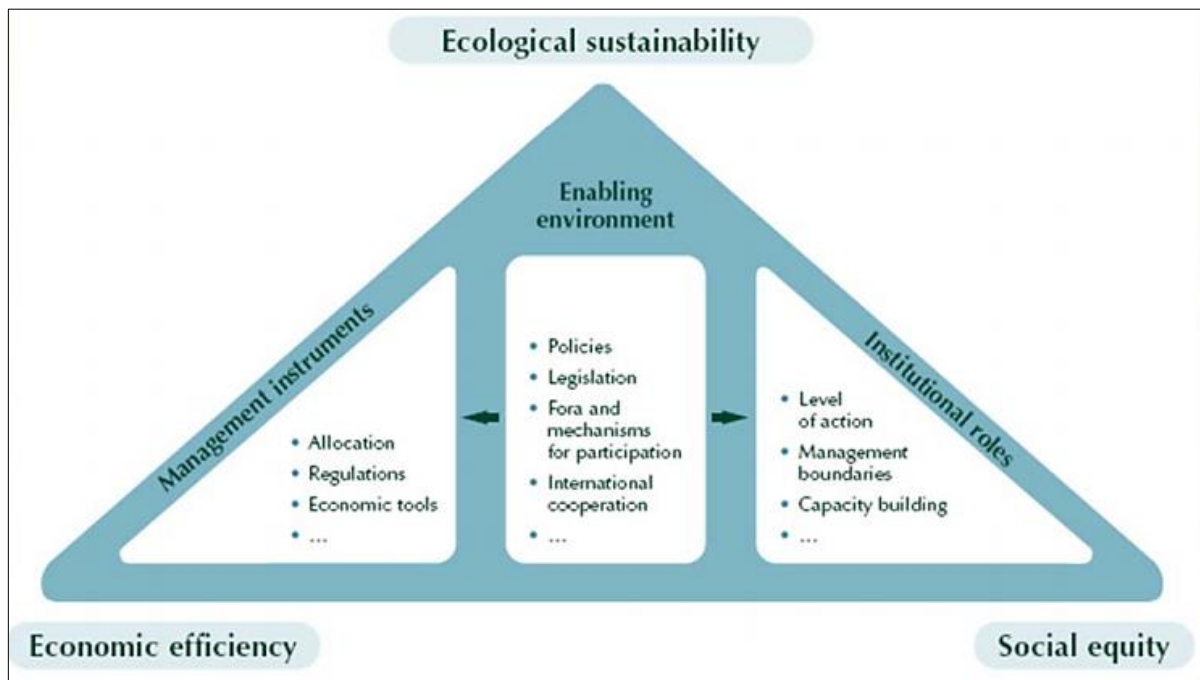 Ecological sustainability
Enabling
environment
Management instruments
• Allocation
• Regulations
• Economic tools
• ...
• Policies
• Legislation
• Fora and
mechanisms
for participation
• International
cooperation
• ...
Institutional roles
• Level
of action
• Management
boundaries
• Capacity building
• ...
Economic efficiency
Social equity